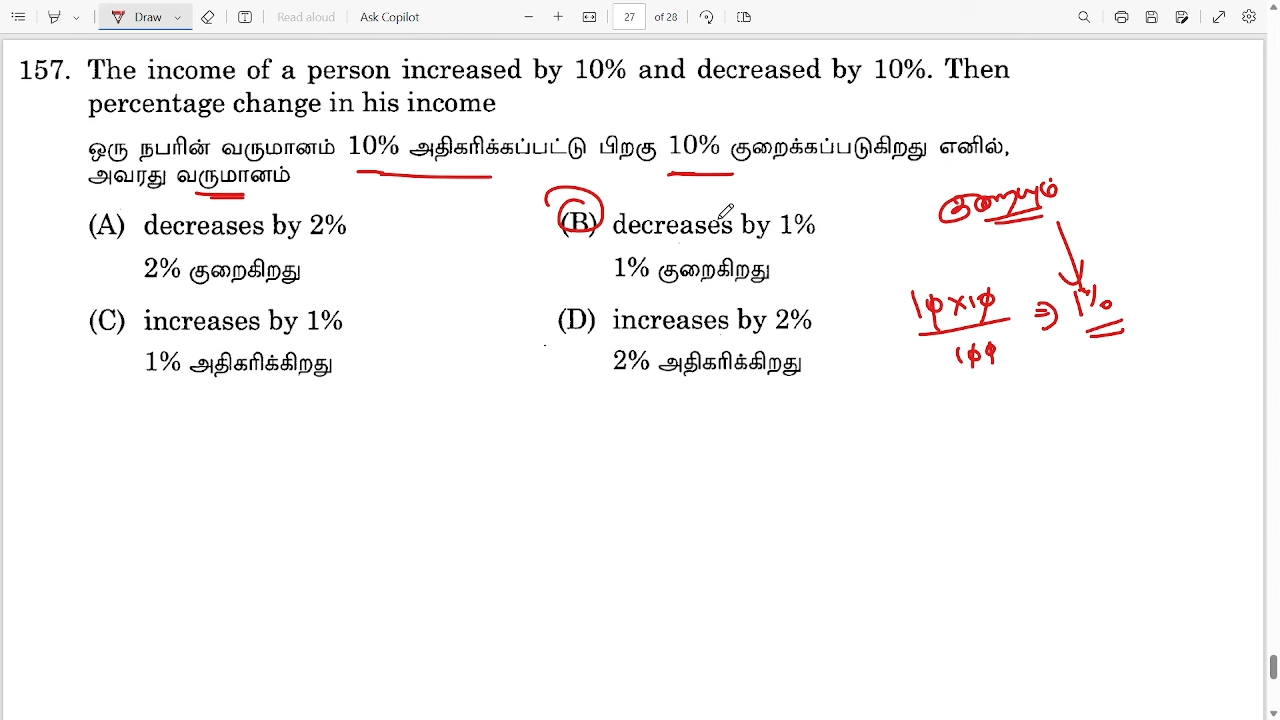 Draw
Read aloud
Ask Copilot
27 of 28
157. The income of a person increased by 10% and decreased by 10%. Then
percentage change in his income
ஒரு நபரின் வருமானம் 10% அதிகரிக்கப்பட்டு பிறகு 10% குறைக்கப்படுகிறது எனில்,
அவரது வருமானம்
குறையும்
(A) decreases by 2%
(B) decreases by 1%
2% குறைகிறது
1% குறைகிறது
10 × 10 ⇒ 1%
100
(C) increases by 1%
(D) increases by 2%
1% அதிகரிக்கிறது
2% அதிகரிக்கிறது